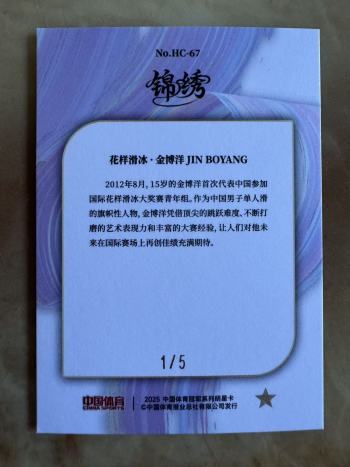 No.HC-67
锦绣
花样滑冰·金博洋 JIN BOYANG
2012年8月，15岁的金博洋首次代表中国参加
国际花样滑冰大奖赛青年组。作为中国男子单人滑
的旗帜性人物，金博洋凭借顶尖的跳跃难度、不断打
磨的艺术表现力和丰富的大赛经验，让人们对他未
来在国际赛场上再创佳绩充满期待。
1/5
中国体育
CHINA SPORTS
2025 中国体育冠军系列明星卡
©中国体育报业总社有限公司发行